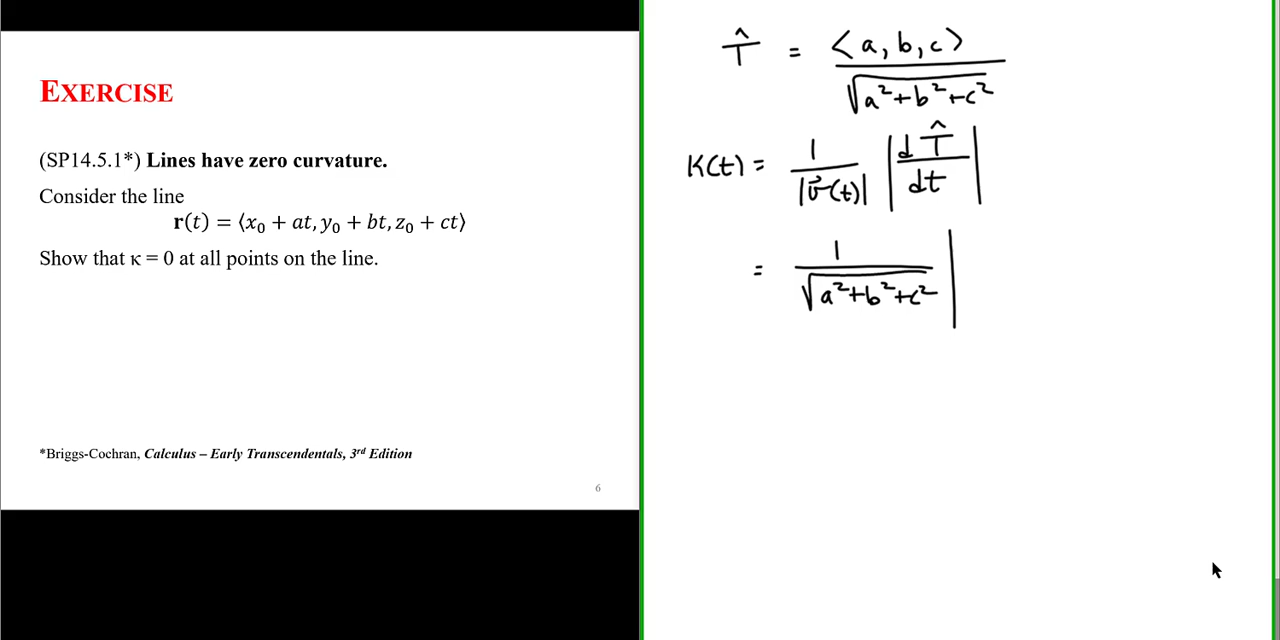 EXERCISE
(SP14.5.1*) Lines have zero curvature.
Consider the line
r(t) = ⟨x₀ + at, y₀ + bt, z₀ + ct⟩
Show that κ = 0 at all points on the line.
*Briggs-Cochran, Calculus – Early Transcendentals, 3rd Edition
6
T̂ = <a, b, c> / √(a²+b²+c²)
K(t) = 1/|v⃗(t)| |dT̂/dt|
= 1/√(a²+b²+c²) |